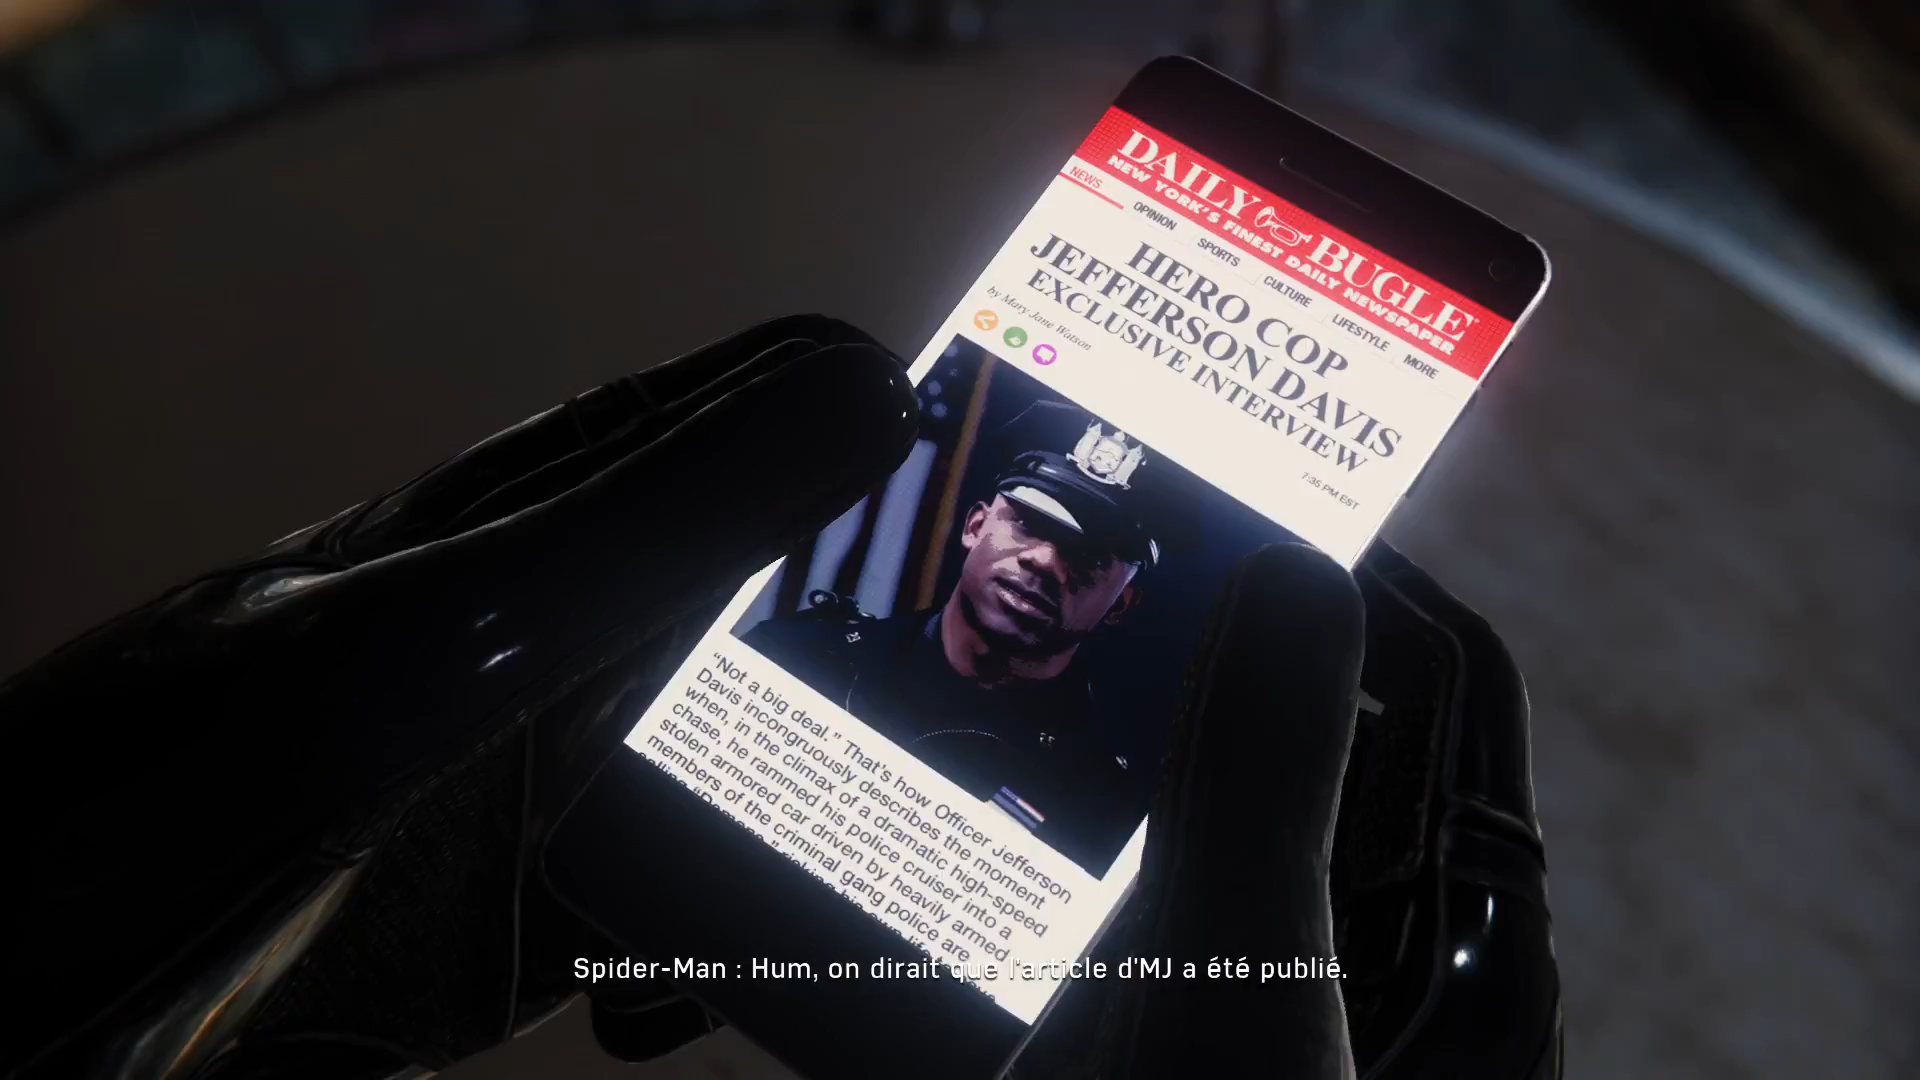 DAILY BUGLE
NEW YORK'S FINEST DAILY NEWSPAPER
NEWS OPINION SPORTS CULTURE LIFESTYLE MORE
HERO COP
JEFFERSON DAVIS
EXCLUSIVE INTERVIEW
by Mary Jane Watson
7:35 PM EST
“Not a big deal.” That's how Officer Jefferson
Davis incongruously describes the moment
when, in the climax of a dramatic high-speed
chase, he rammed his police cruiser into a
stolen armored car driven by heavily armed
members of the criminal gang police are
Spider-Man : Hum, on dirait que l'article d'MJ a été publié.